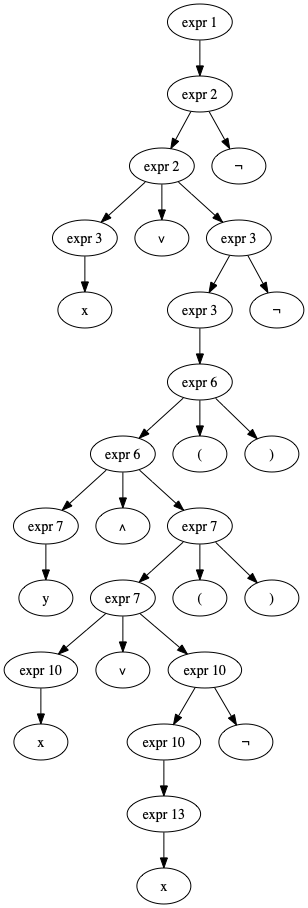 expr 1
expr 2
expr 2 ¬
expr 3 ∨ expr 3
x expr 3 ¬
expr 6
expr 6 ( )
expr 7 ∧ expr 7
y expr 7 ( )
expr 10 ∨ expr 10
x expr 10 ¬
expr 13
x